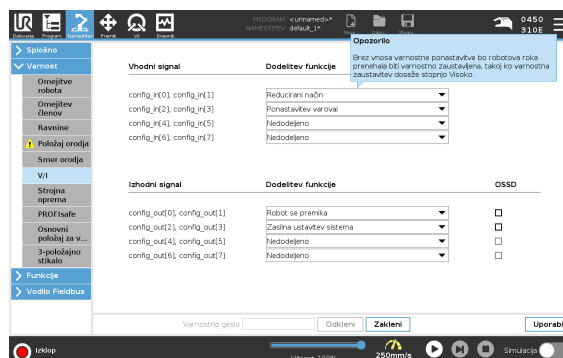 PROGRAM <unnamed>*
NAMESTITEV default_1*
0450
310E
Delovanje Program Namestitev Premik V/I Dnevnik
Opozorilo
Brez vnosa varnostne ponastavitve bo robotova roka
prenehala biti varnostno zaustavljena, takoj ko varnostna
zaustavitev doseže stopnjo Visoko.
Splošno
Varnost
Omejitve
robota
Omejitev
členov
Ravnine
Položaj orodja
Smer orodja
V/I
Strojna
oprema
PROFIsafe
Osnovni
položaj za v...
3-položajno
stikalo
Funkcije
Vodilo Fieldbus
Vhodni signal Dodelitev funkcije
config_in[0], config_in[1] Reducirani način
config_in[2], config_in[3] Ponastavitev varoval
config_in[4], config_in[5] Nedodeljeno
config_in[6], config_in[7] Nedodeljeno
Izhodni signal Dodelitev funkcije OSSD
config_out[0], config_out[1] Robot se premika
config_out[2], config_out[3] Zasilna ustavitev sistema
config_out[4], config_out[5] Nedodeljeno
config_out[6], config_out[7] Nedodeljeno
Varnostno geslo Odkleni Zakleni Uporabi
Izklop
Hitrost 100%
250mm/s
Simulacija